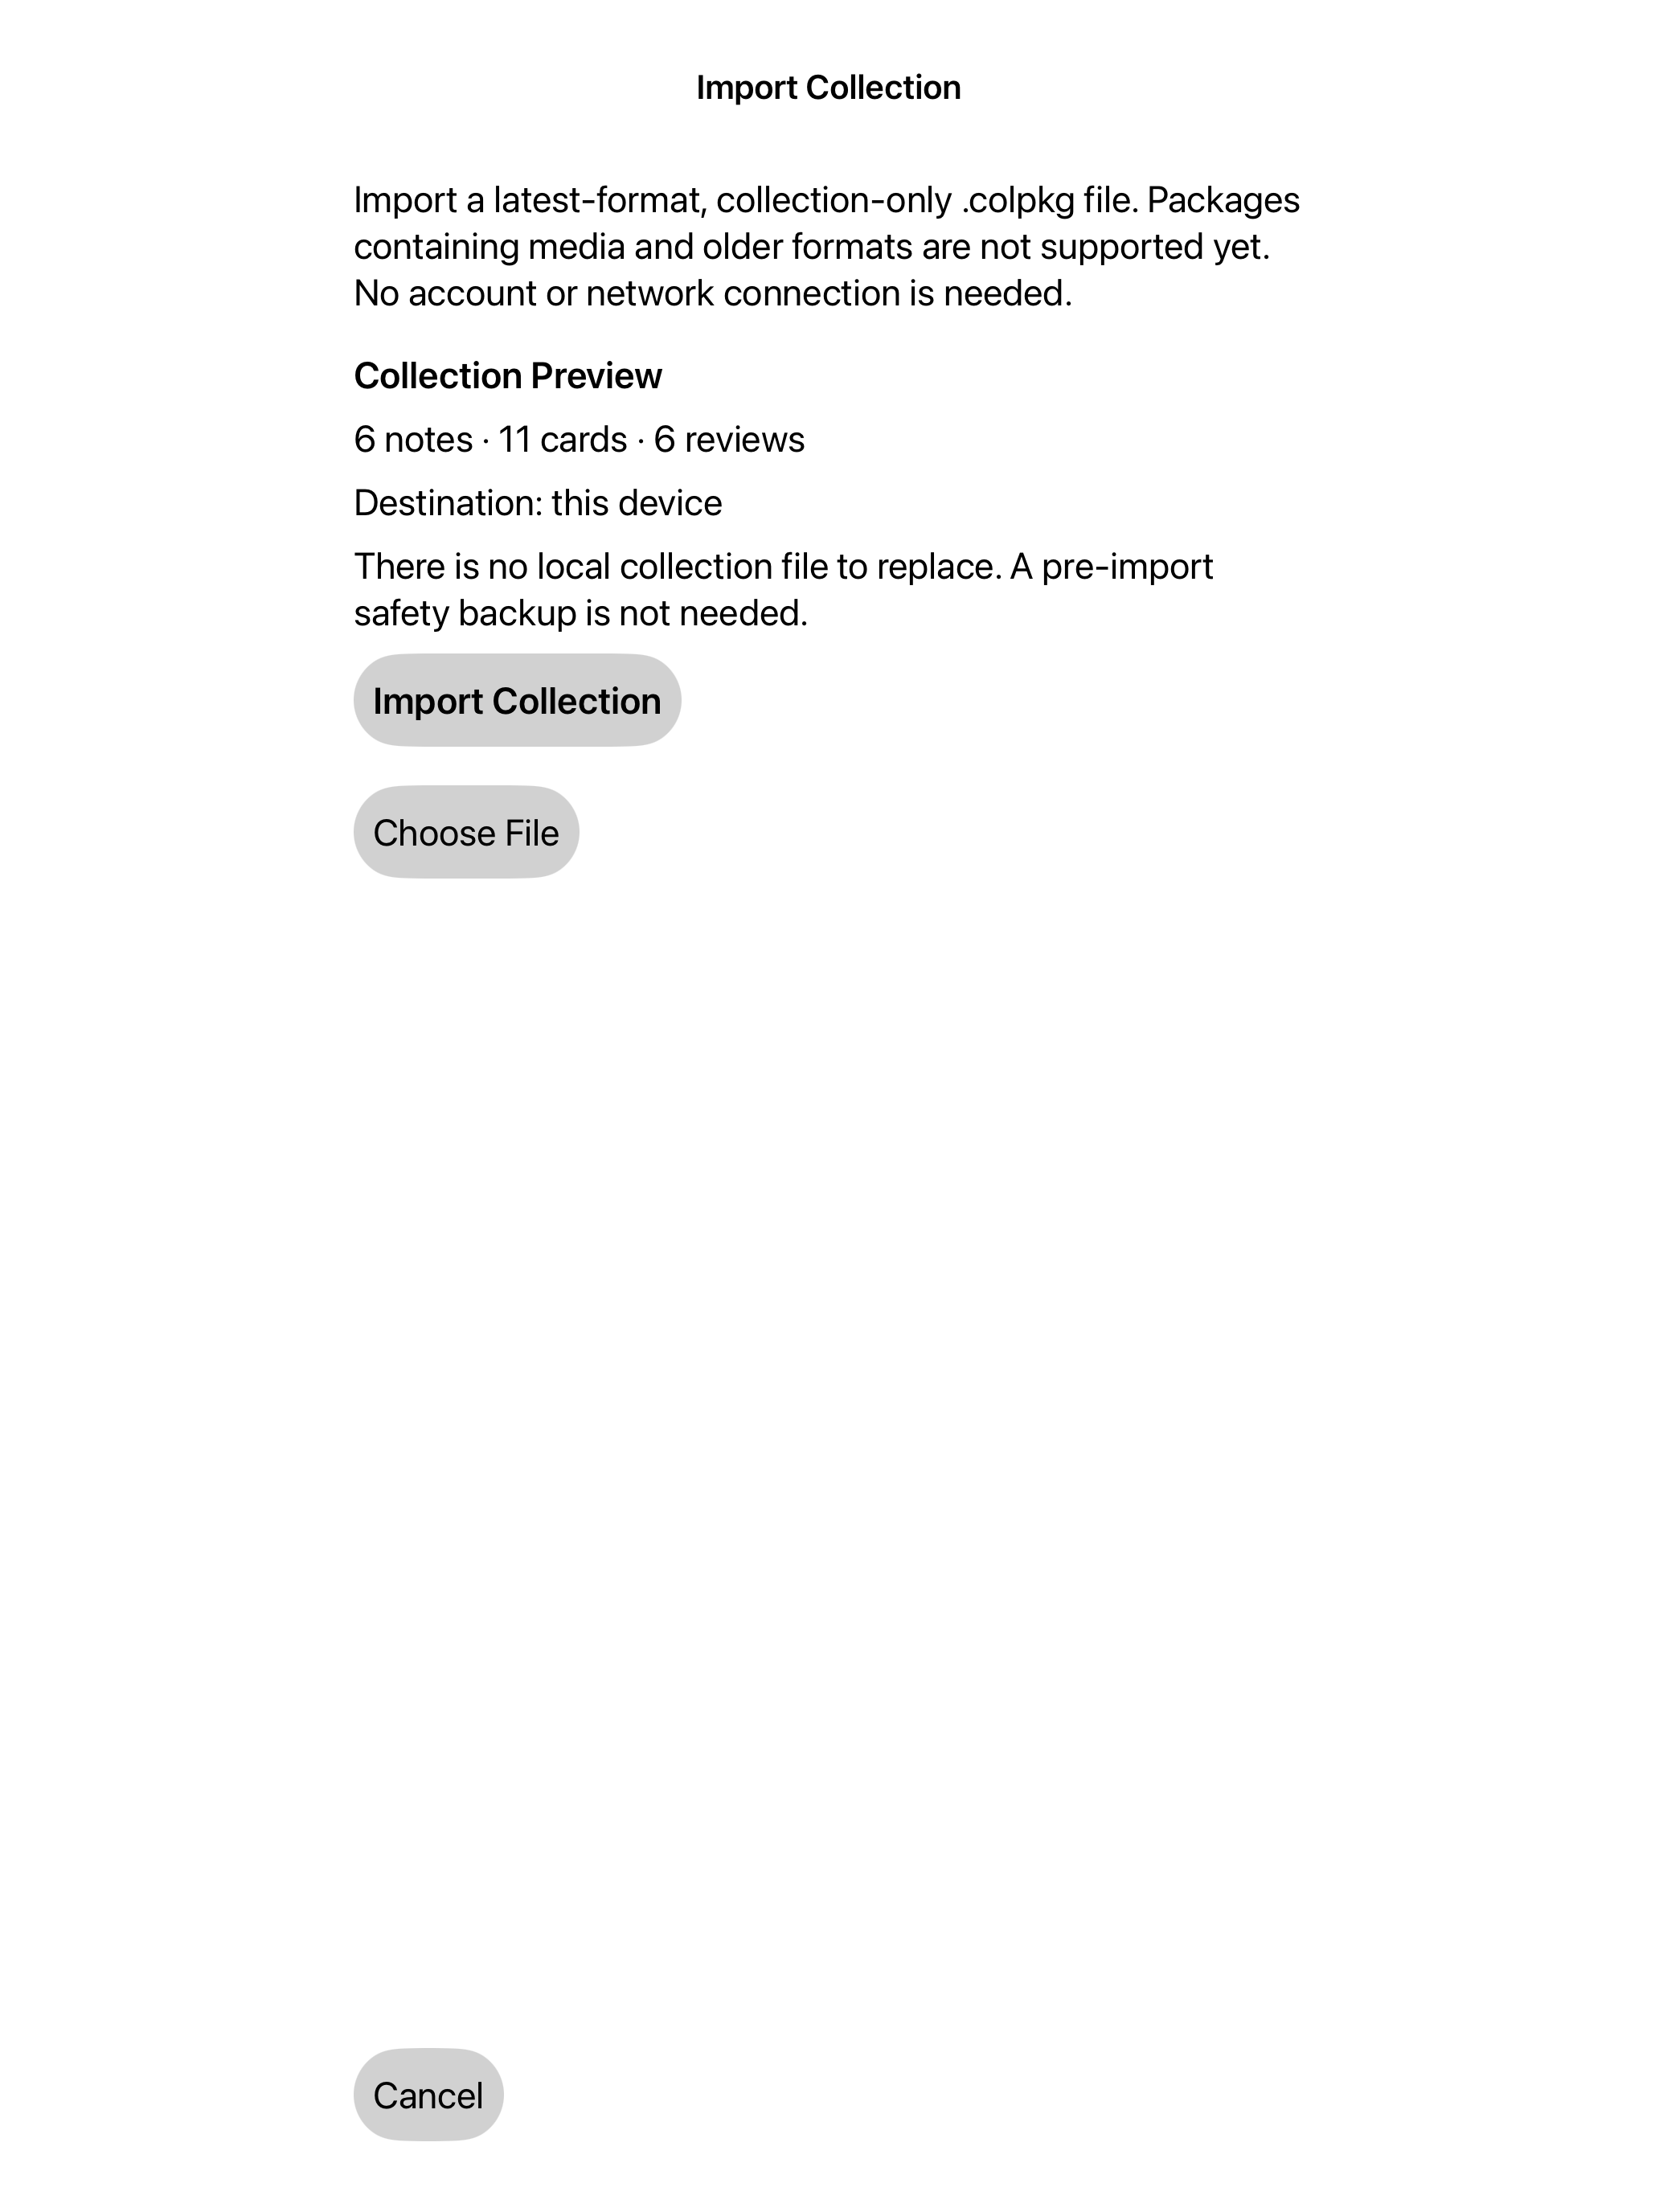 Import Collection
Import a latest-format, collection-only .colpkg file. Packages
containing media and older formats are not supported yet.
No account or network connection is needed.
Collection Preview
6 notes · 11 cards · 6 reviews
Destination: this device
There is no local collection file to replace. A pre-import
safety backup is not needed.
Import Collection
Choose File
Cancel